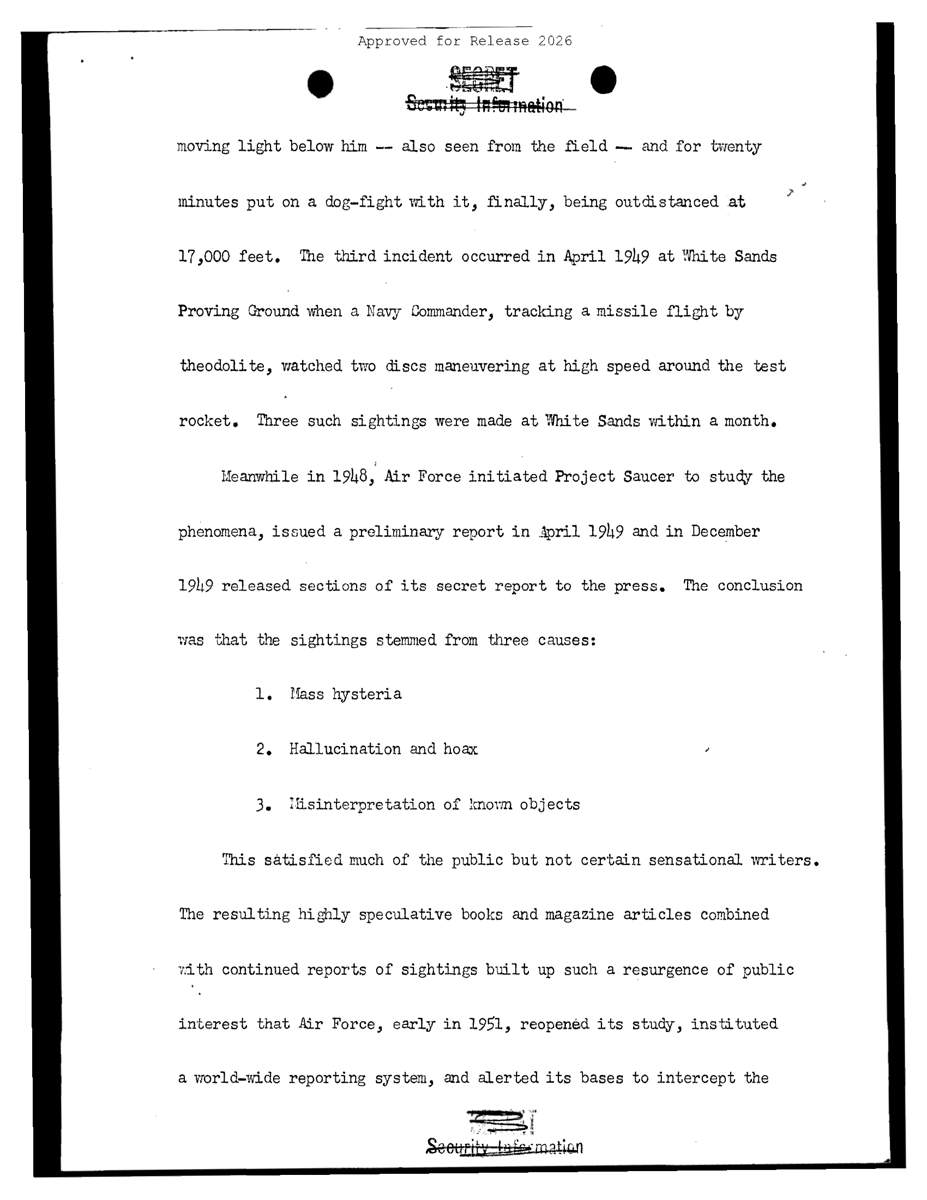 Approved for Release 2026
SECRET
Security Information
moving light below him -- also seen from the field -- and for twenty
minutes put on a dog-fight with it, finally, being outdistanced at
17,000 feet. The third incident occurred in April 1949 at White Sands
Proving Ground when a Navy Commander, tracking a missile flight by
theodolite, watched two discs maneuvering at high speed around the test
rocket. Three such sightings were made at White Sands within a month.
Meanwhile in 1948, Air Force initiated Project Saucer to study the
phenomena, issued a preliminary report in April 1949 and in December
1949 released sections of its secret report to the press. The conclusion
was that the sightings stemmed from three causes:
1. Mass hysteria
2. Hallucination and hoax
3. Misinterpretation of known objects
This satisfied much of the public but not certain sensational writers.
The resulting highly speculative books and magazine articles combined
with continued reports of sightings built up such a resurgence of public
interest that Air Force, early in 1951, reopened its study, instituted
a world-wide reporting system, and alerted its bases to intercept the
Security Information